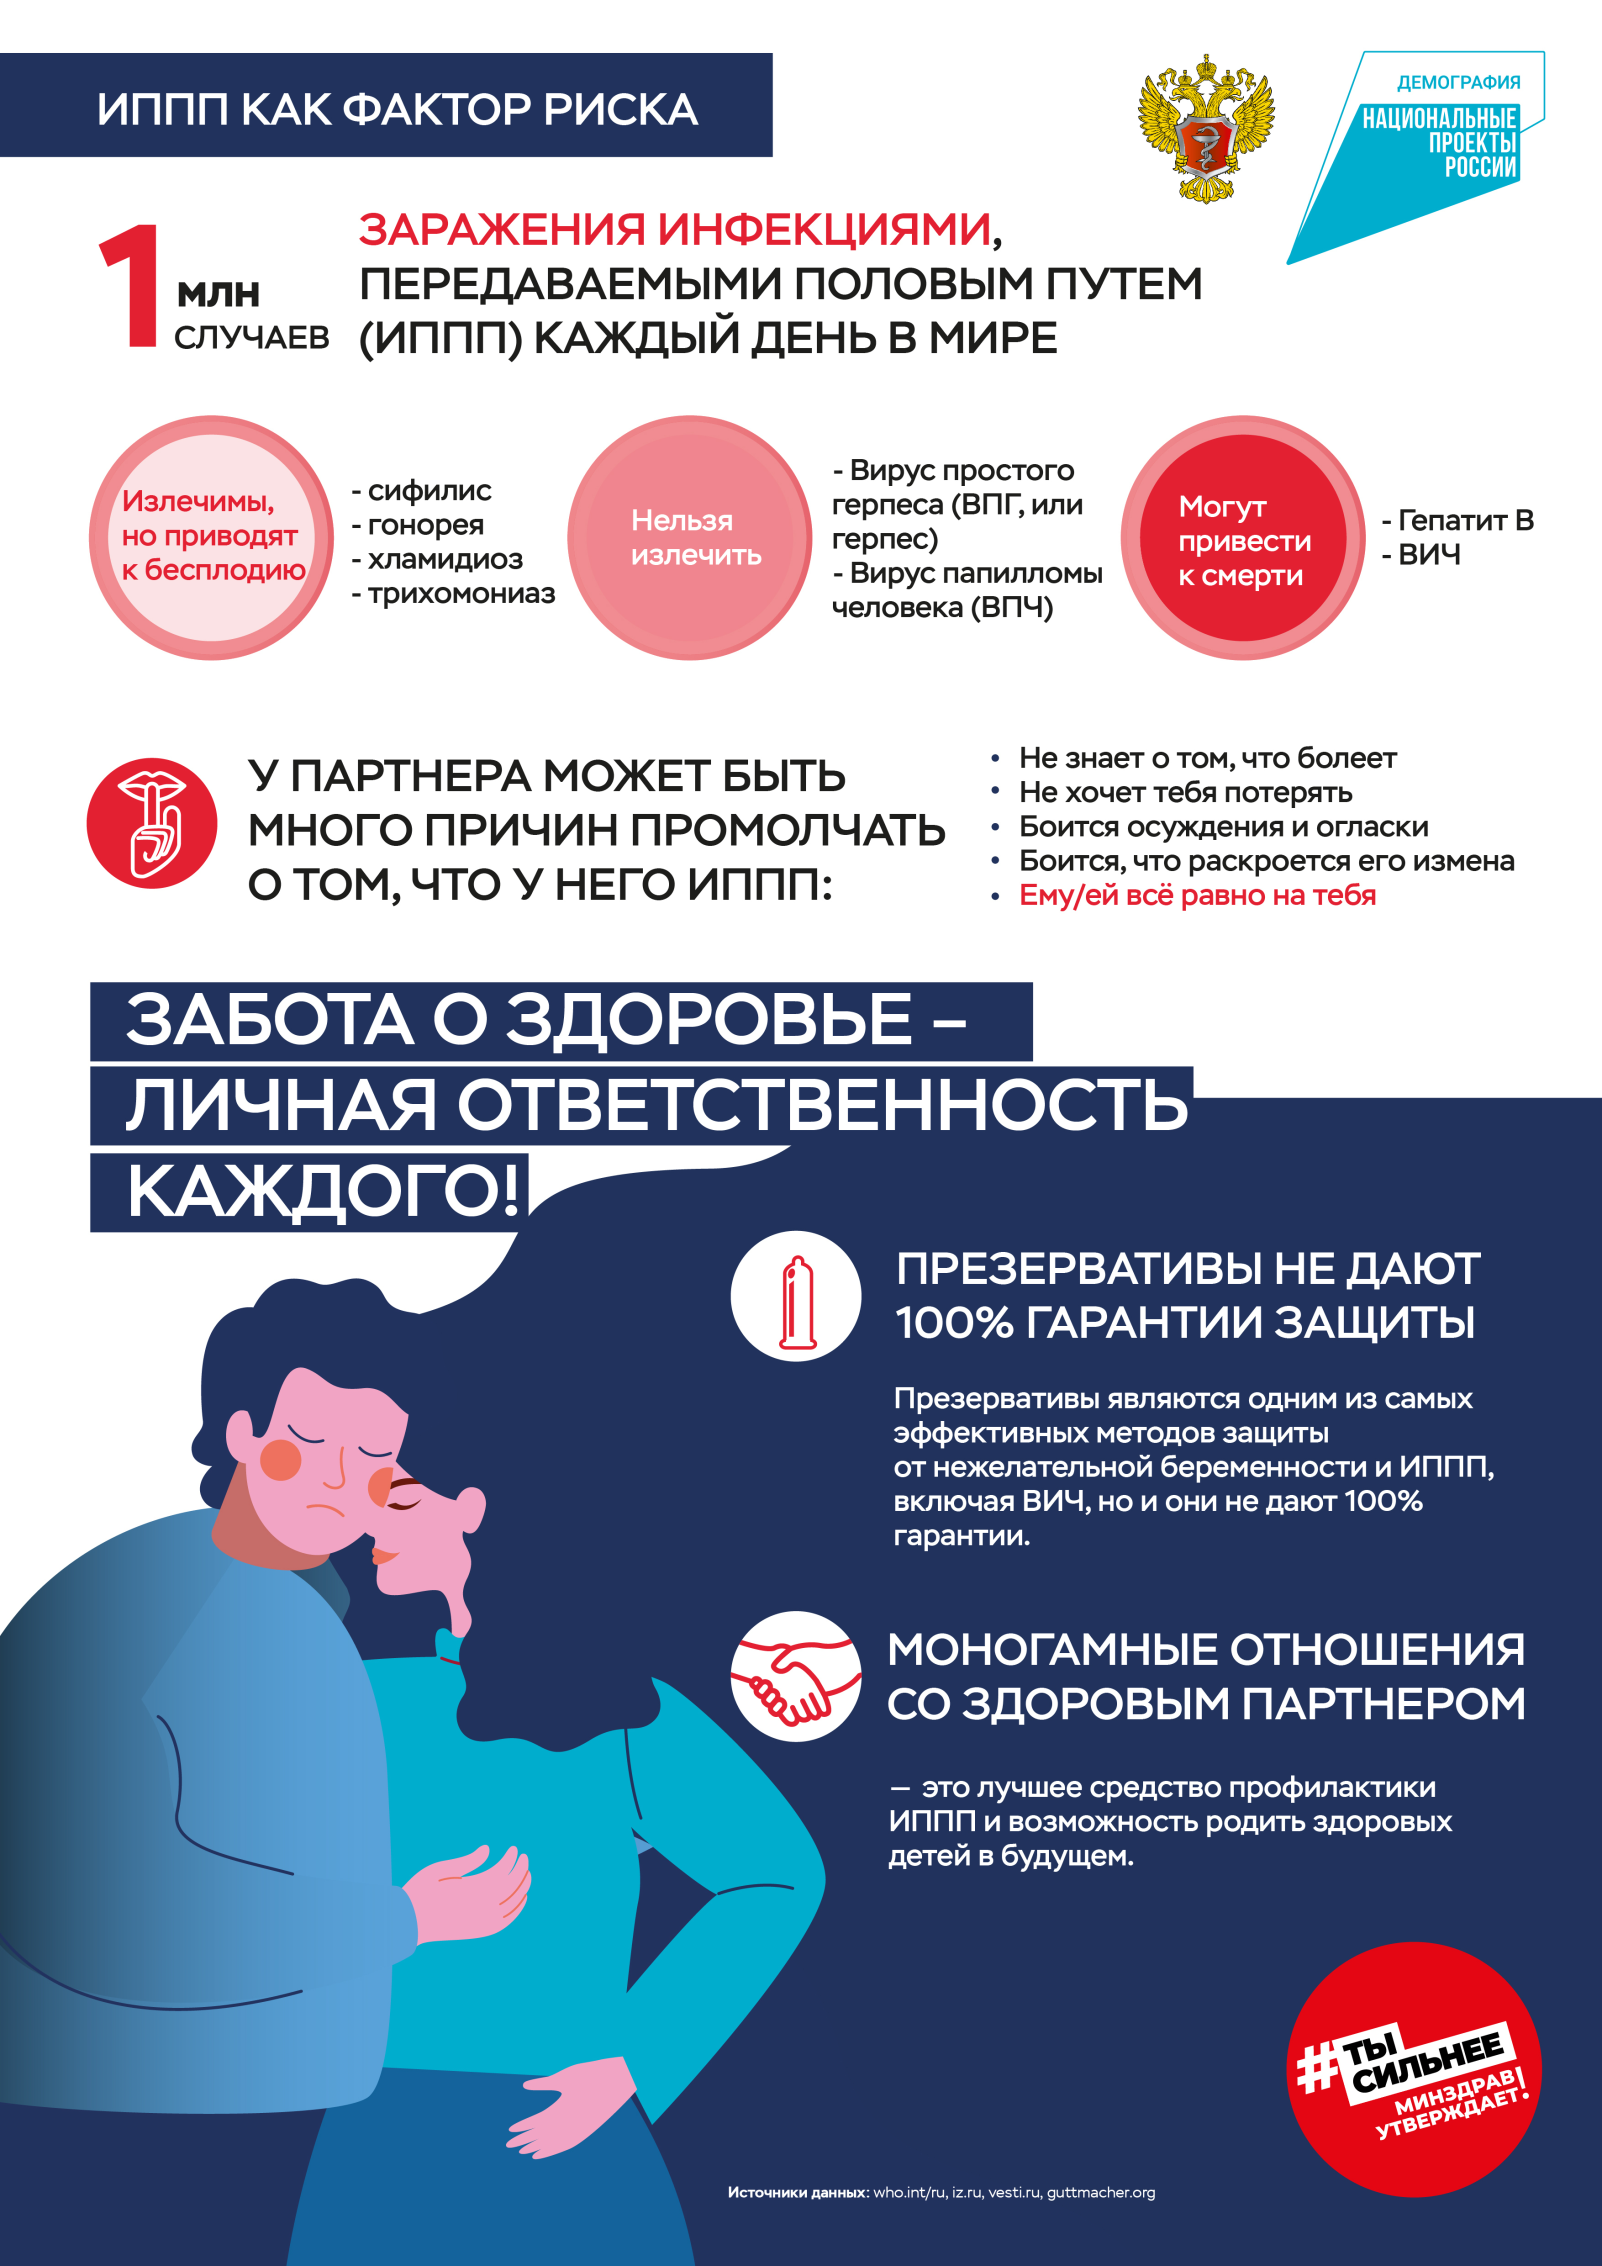 ИППП КАК ФАКТОР РИСКА
ДЕМОГРАФИЯ
НАЦИОНАЛЬНЫЕ
ПРОЕКТЫ
РОССИИ
1 МЛН
СЛУЧАЕВ
ЗАРАЖЕНИЯ ИНФЕКЦИЯМИ,
ПЕРЕДАВАЕМЫМИ ПОЛОВЫМ ПУТЕМ
(ИППП) КАЖДЫЙ ДЕНЬ В МИРЕ
Излечимы,
но приводят
к бесплодию
- сифилис
- гонорея
- хламидиоз
- трихомониаз
Нельзя
излечить
- Вирус простого
герпеса (ВПГ, или
герпес)
- Вирус папилломы
человека (ВПЧ)
Могут
привести
к смерти
- Гепатит В
- ВИЧ
У ПАРТНЕРА МОЖЕТ БЫТЬ
МНОГО ПРИЧИН ПРОМОЛЧАТЬ
О ТОМ, ЧТО У НЕГО ИППП:
• Не знает о том, что болеет
• Не хочет тебя потерять
• Боится осуждения и огласки
• Боится, что раскроется его измена
• Ему/ей всё равно на тебя
ЗАБОТА О ЗДОРОВЬЕ –
ЛИЧНАЯ ОТВЕТСТВЕННОСТЬ
КАЖДОГО!
ПРЕЗЕРВАТИВЫ НЕ ДАЮТ
100% ГАРАНТИИ ЗАЩИТЫ
Презервативы являются одним из самых
эффективных методов защиты
от нежелательной беременности и ИППП,
включая ВИЧ, но и они не дают 100%
гарантии.
МОНОГАМНЫЕ ОТНОШЕНИЯ
СО ЗДОРОВЫМ ПАРТНЕРОМ
— это лучшее средство профилактики
ИППП и возможность родить здоровых
детей в будущем.
#ТЫ
СИЛЬНЕЕ
МИНЗДРАВ
УТВЕРЖДАЕТ!
Источники данных: who.int/ru, iz.ru, vesti.ru, guttmacher.org